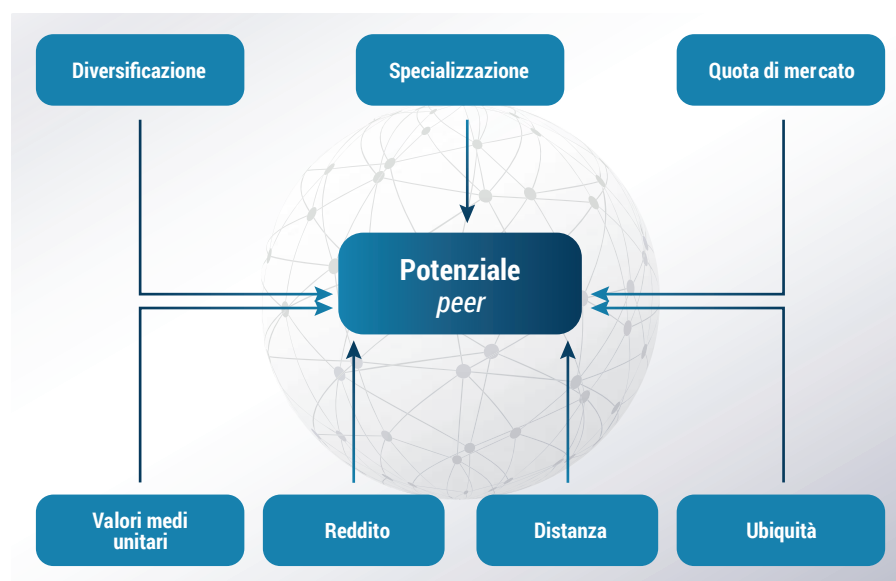 Diversificazione
Specializzazione
Quota di mercato
Potenziale
peer
Valori medi
unitari
Reddito
Distanza
Ubiquità